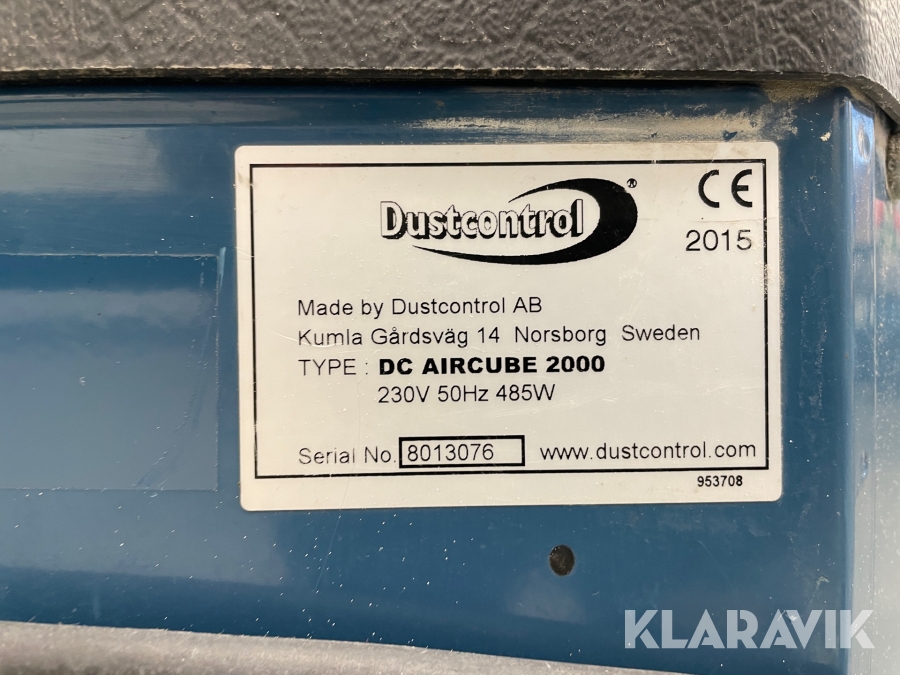 Dustcontrol®
CE
2015
Made by Dustcontrol AB
Kumla Gårdsväg 14 Norsborg Sweden
TYPE : DC AIRCUBE 2000
230V 50Hz 485W
Serial No. 8013076 www.dustcontrol.com
953708
KLARAVIK